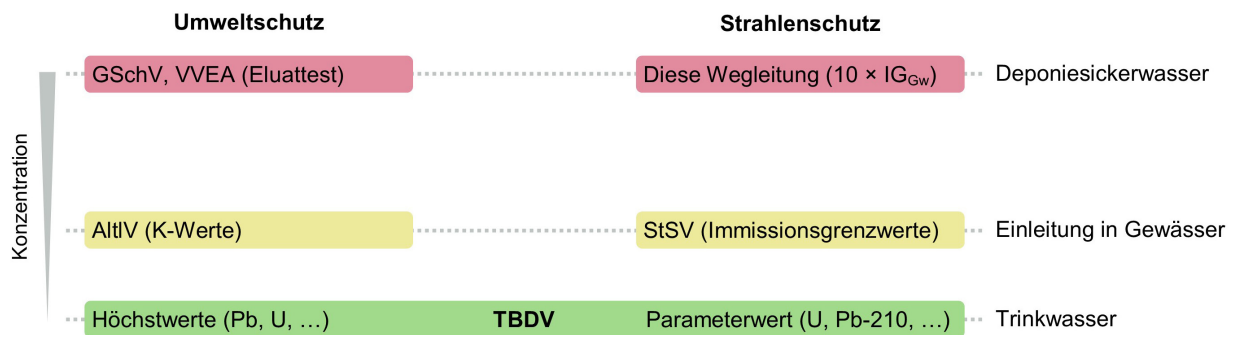 Umweltschutz
Strahlenschutz
GSchV, VVEA (Eluattest)
Diese Wegleitung (10 × IG_Gw)
Deponiesickerwasser
Konzentration
AltlV (K-Werte)
StSV (Immissionsgrenzwerte)
Einleitung in Gewässer
Höchstwerte (Pb, U, …)
TBDV
Parameterwert (U, Pb-210, …)
Trinkwasser